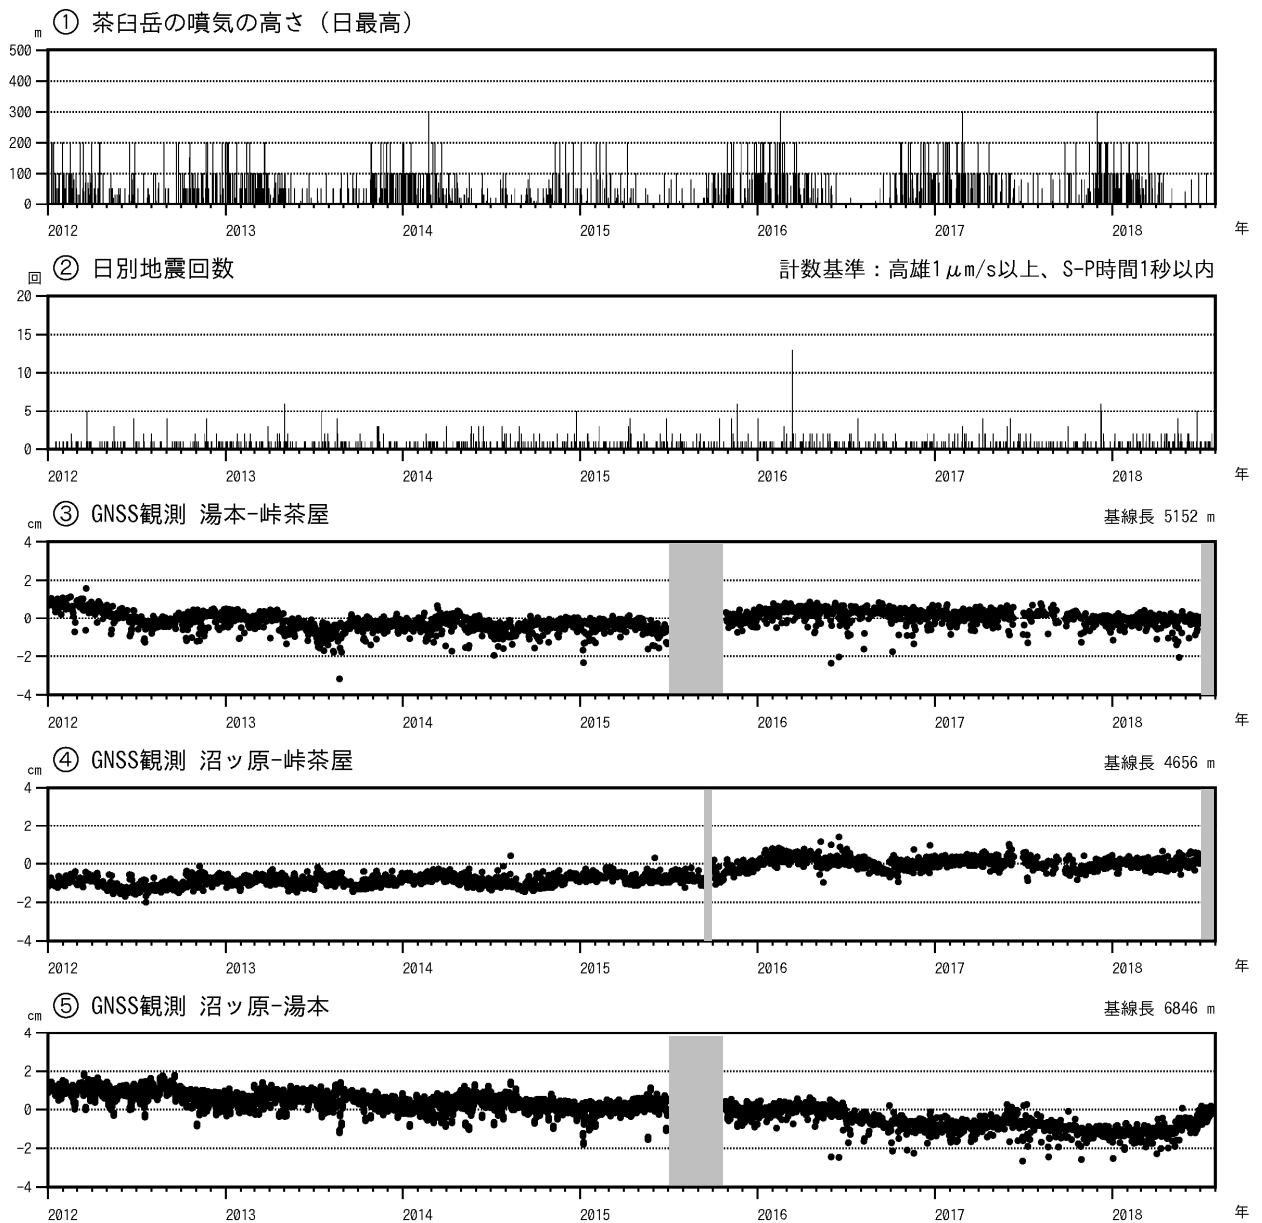 ① 茶臼岳の噴気の高さ（日最高）
m
500
400
300
200
100
0
2012 2013 2014 2015 2016 2017 2018 年
② 日別地震回数 計数基準：高雄1μm/s以上、S-P時間1秒以内
回
20
15
10
5
0
2012 2013 2014 2015 2016 2017 2018 年
③ GNSS観測 湯本-峠茶屋 基線長 5152 m
cm
4
2
0
-2
-4
2012 2013 2014 2015 2016 2017 2018 年
④ GNSS観測 沼ッ原-峠茶屋 基線長 4656 m
cm
4
2
0
-2
-4
2012 2013 2014 2015 2016 2017 2018 年
⑤ GNSS観測 沼ッ原-湯本 基線長 6846 m
cm
4
2
0
-2
-4
2012 2013 2014 2015 2016 2017 2018 年